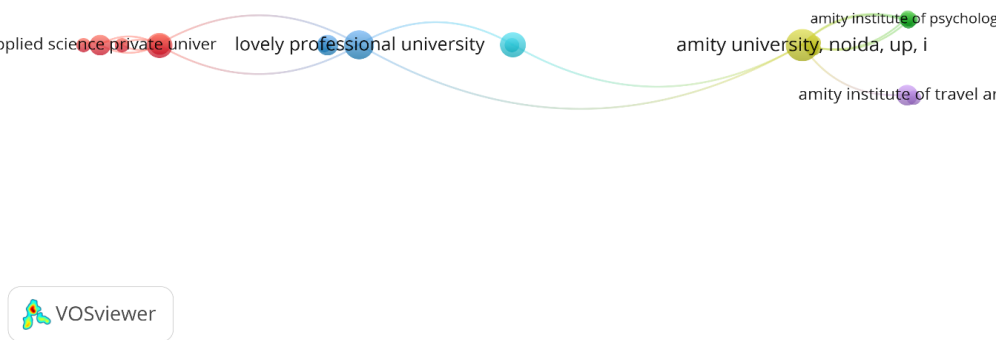 amity institute of psycholog
pplied science private univer
lovely professional university
amity university, noida, up, i
amity institute of travel ar
VOSviewer